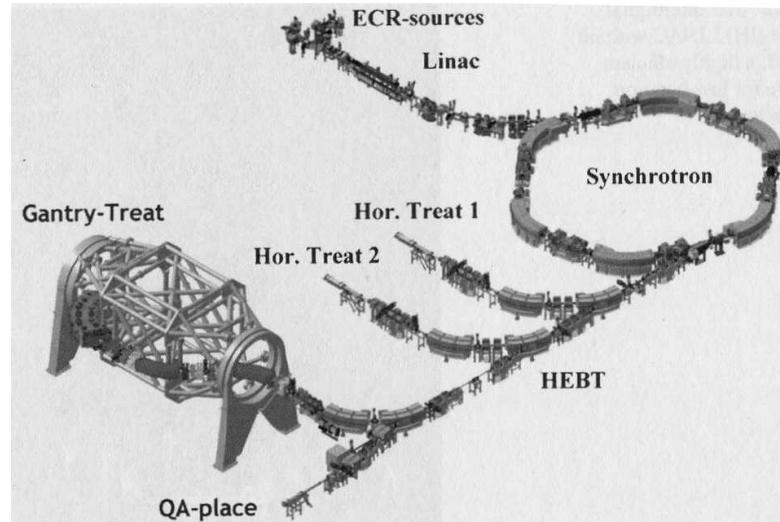 ECR-sources
Linac
Synchrotron
Gantry-Treat
Hor. Treat 1
Hor. Treat 2
HEBT
QA-place